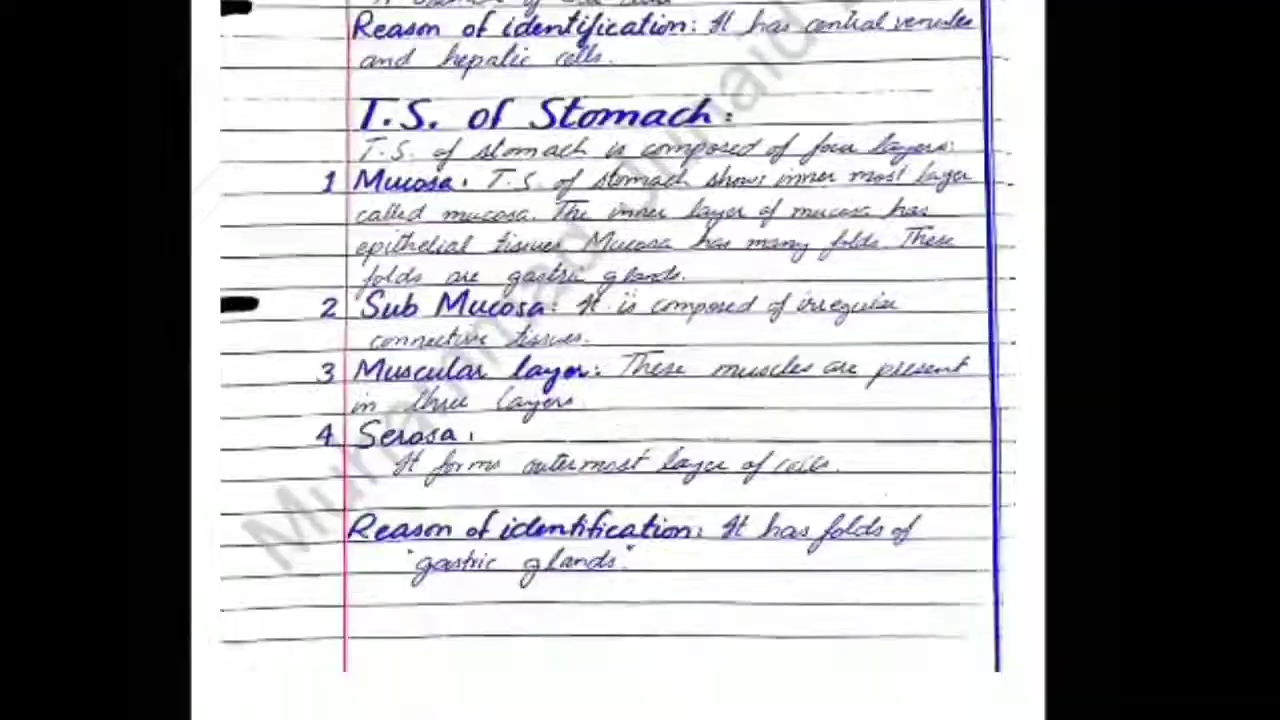 Reason of identification: It has central venules
and hepatic cells.
T.S. of Stomach:
T.S. of stomach is composed of four layers:
1 Mucosa: T.S. of stomach shows inner most layer
called mucosa. The inner layer of mucosa has
epithelial tissues. Mucosa has many folds. These
folds are gastric glands.
2 Sub Mucosa: It is composed of irregular
connective tissues.
3 Muscular layer: These muscles are present
in three layers
4 Serosa:
It forms outermost layer of cells.
Reason of identification: It has folds of
"gastric glands".
Muhammad Junaid